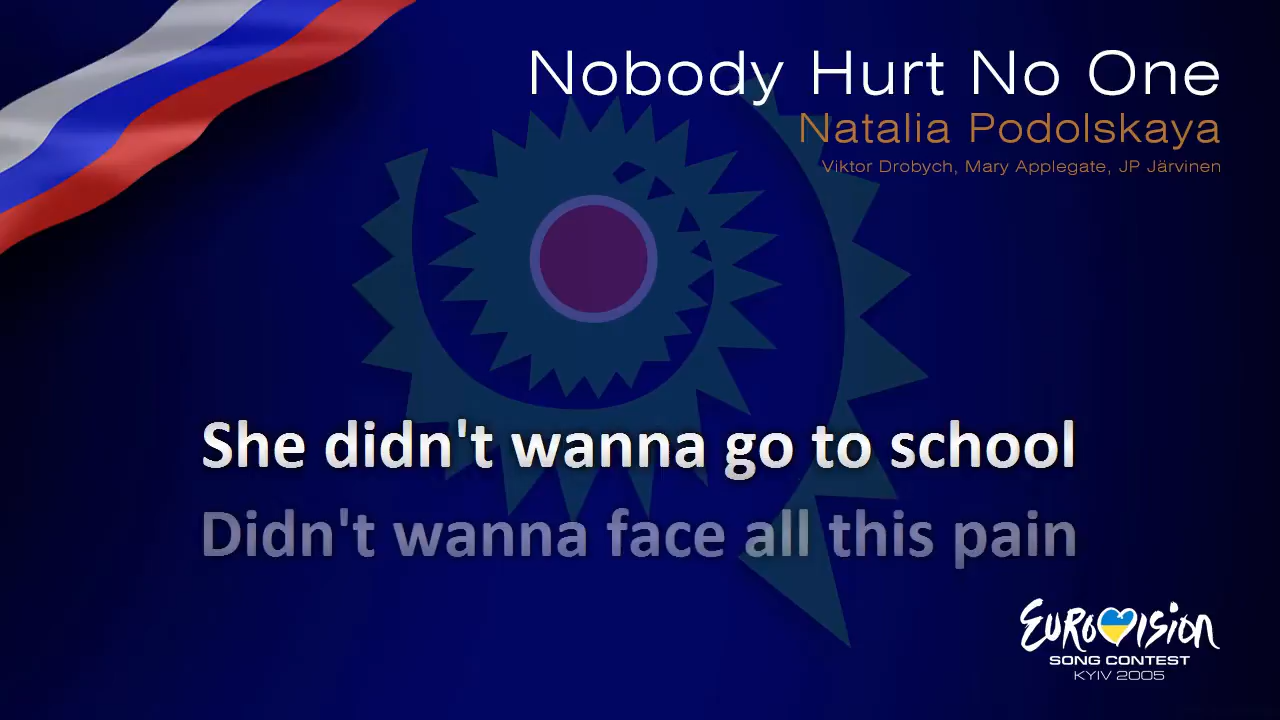 Nobody Hurt No One
Natalia Podolskaya
Viktor Drobych, Mary Applegate, JP Järvinen
She didn't wanna go to school
Didn't wanna face all this pain
EUROVISION
SONG CONTEST
KYIV 2005